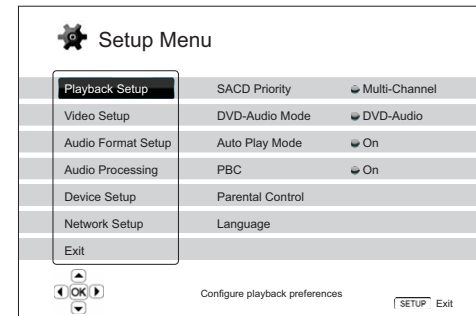 Setup Menu
Playback Setup SACD Priority Multi-Channel
Video Setup DVD-Audio Mode DVD-Audio
Audio Format Setup Auto Play Mode On
Audio Processing PBC On
Device Setup Parental Control
Network Setup Language
Exit
OK
Configure playback preferences
SETUP Exit